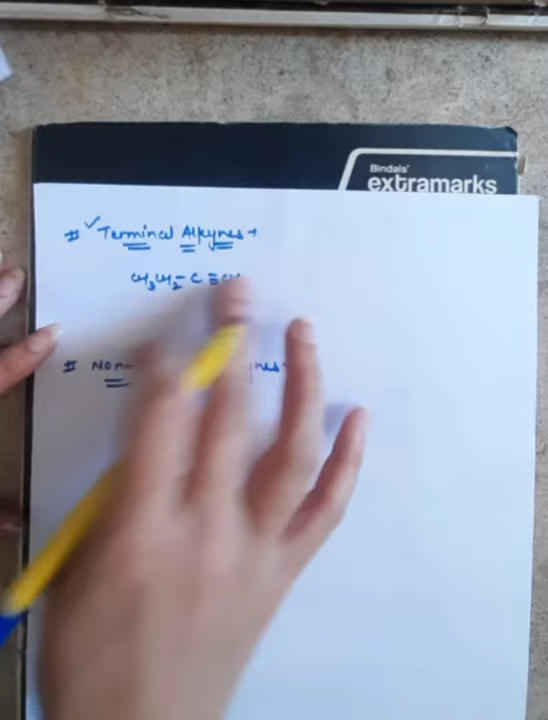 Bindals'
extramarks
# ✓Terminal Alkynes →
CH₃CH₂-C≡CH
# Non-